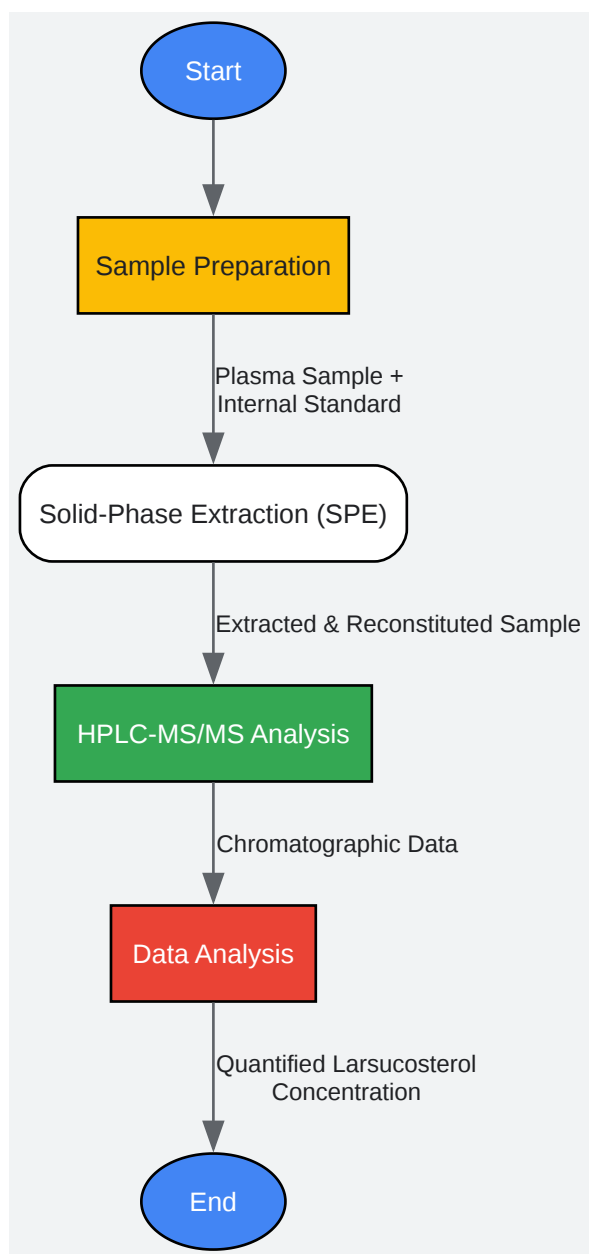 Start
Sample Preparation
Plasma Sample +
Internal Standard
Solid-Phase Extraction (SPE)
Extracted & Reconstituted Sample
HPLC-MS/MS Analysis
Chromatographic Data
Data Analysis
Quantified Larsucosterol
Concentration
End